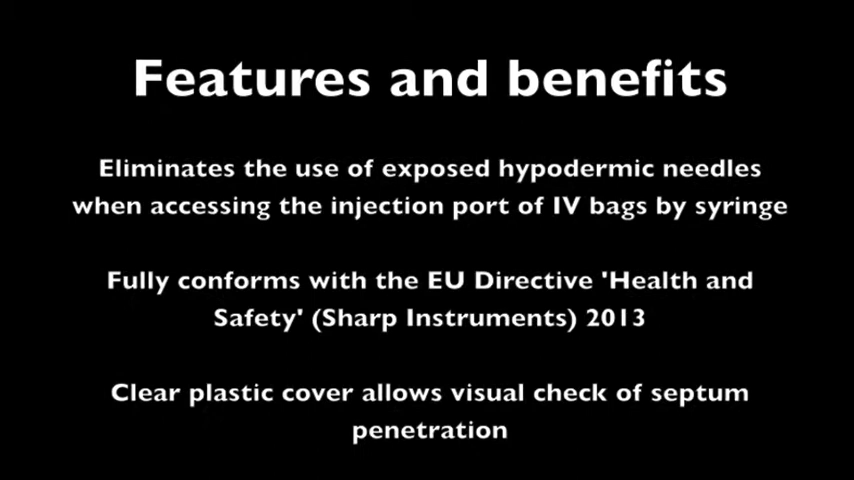 Features and benefits
Eliminates the use of exposed hypodermic needles
when accessing the injection port of IV bags by syringe
Fully conforms with the EU Directive 'Health and
Safety' (Sharp Instruments) 2013
Clear plastic cover allows visual check of septum
penetration